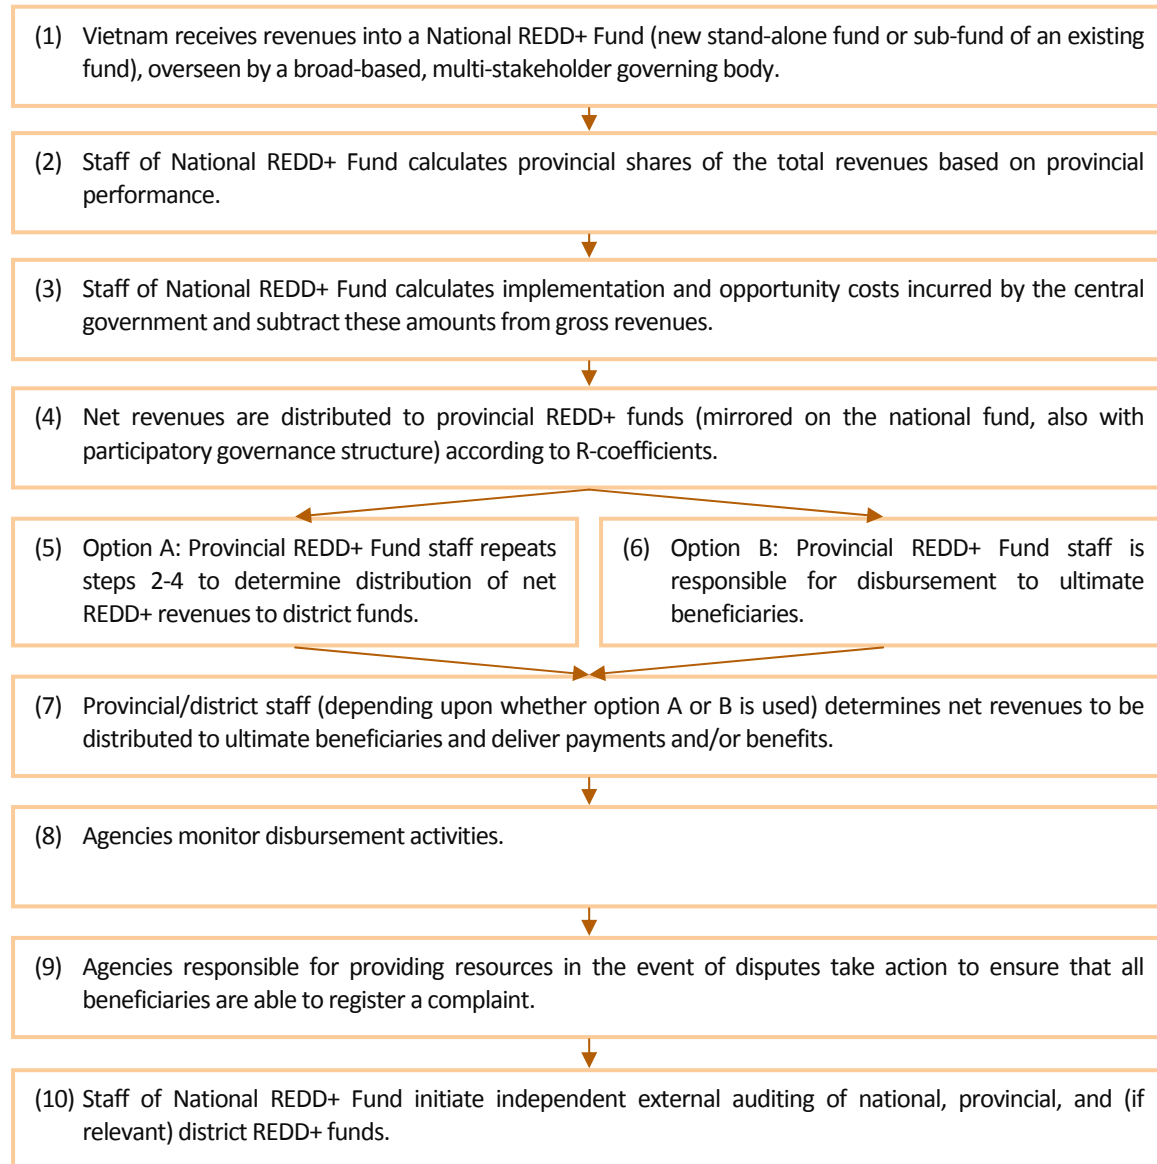 (1) Vietnam receives revenues into a National REDD+ Fund (new stand-alone fund or sub-fund of an existing
fund), overseen by a broad-based, multi-stakeholder governing body.
(2) Staff of National REDD+ Fund calculates provincial shares of the total revenues based on provincial
performance.
(3) Staff of National REDD+ Fund calculates implementation and opportunity costs incurred by the central
government and subtract these amounts from gross revenues.
(4) Net revenues are distributed to provincial REDD+ funds (mirrored on the national fund, also with
participatory governance structure) according to R-coefficients.
(5) Option A: Provincial REDD+ Fund staff repeats
steps 2-4 to determine distribution of net
REDD+ revenues to district funds.
(6) Option B: Provincial REDD+ Fund staff is
responsible for disbursement to ultimate
beneficiaries.
(7) Provincial/district staff (depending upon whether option A or B is used) determines net revenues to be
distributed to ultimate beneficiaries and deliver payments and/or benefits.
(8) Agencies monitor disbursement activities.
(9) Agencies responsible for providing resources in the event of disputes take action to ensure that all
beneficiaries are able to register a complaint.
(10) Staff of National REDD+ Fund initiate independent external auditing of national, provincial, and (if
relevant) district REDD+ funds.